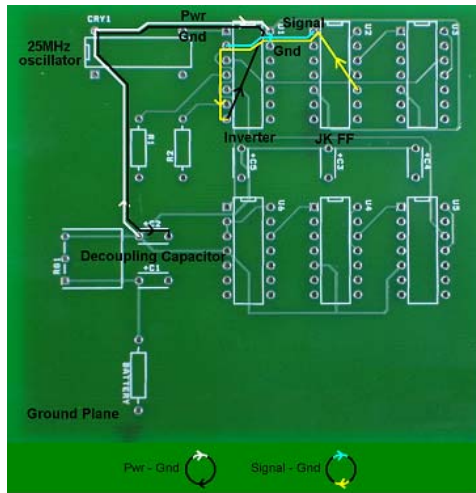 CRY1
Pwr
Gnd
Signal
Gnd
U1
U2
U3
25MHz
oscillator
R1
R2
Inverter
JK FF
+C5
+C3
+C4
U6
U4
U5
+C2
Decoupling Capacitor
RG1
+C1
BATTERY
Ground Plane
Pwr - Gnd
Signal - Gnd